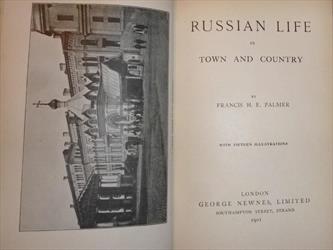 RUSSIAN LIFE
IN
TOWN AND COUNTRY
BY
FRANCIS H. E. PALMER
WITH FIFTEEN ILLUSTRATIONS
LONDON
GEORGE NEWNES, LIMITED
SOUTHAMPTON STREET, STRAND
1901